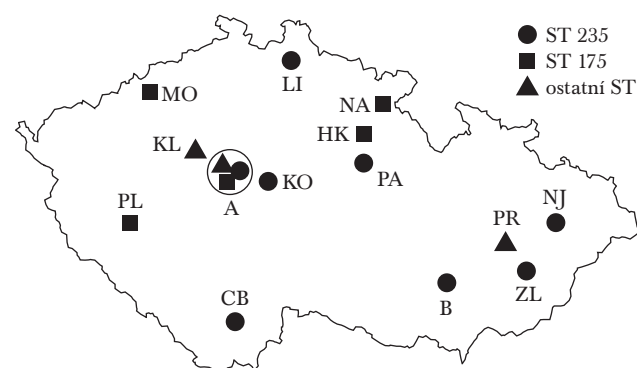 ST 235
ST 175
ostatní ST
LI
MO
NA
HK
KL
KO
PA
A
PL
NJ
PR
CB
B
ZL